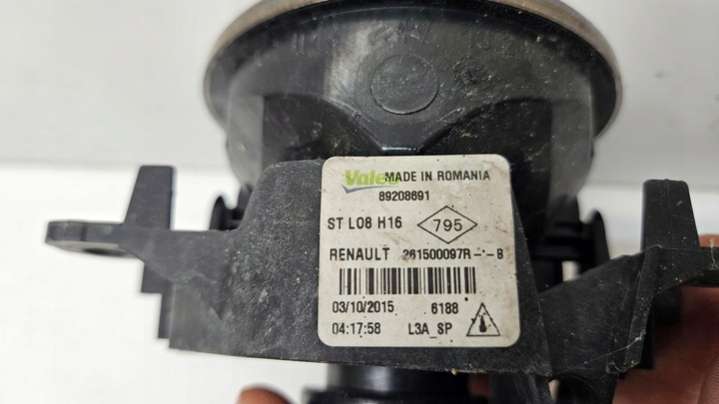 Valeo MADE IN ROMANIA
89208691
ST L08 H16 795
RENAULT 261500097R-·-B
03/10/2015 6188
04:17:58 L3A_SP